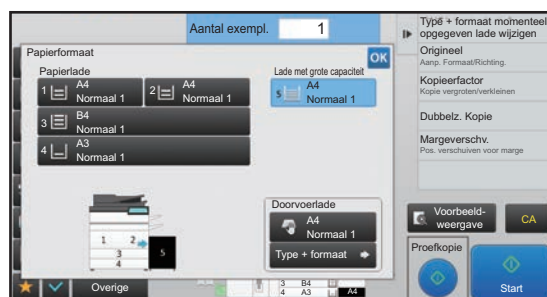 Aantal exempl.
1
Papierformaat
OK
Papierlade
1 A4
Normaal 1
2 A4
Normaal 1
3 B4
Normaal 1
4 A3
Normaal 1
Lade met grote capaciteit
5 A4
Normaal 1
1 2
3
4
5
Doorvoerlade
A4
Normaal 1
Type + formaat
Overige
3 B4
4 A3
A4
Type + formaat momenteel
opgegeven lade wijzigen
Origineel
Aanp. Formaat/Richting.
Kopieerfactor
Kopie vergroten/verkleinen
Dubbelz. Kopie
Margeverschv.
Pos. verschuiven voor marge
Voorbeeld-
weergave
CA
Proefkopie
Start